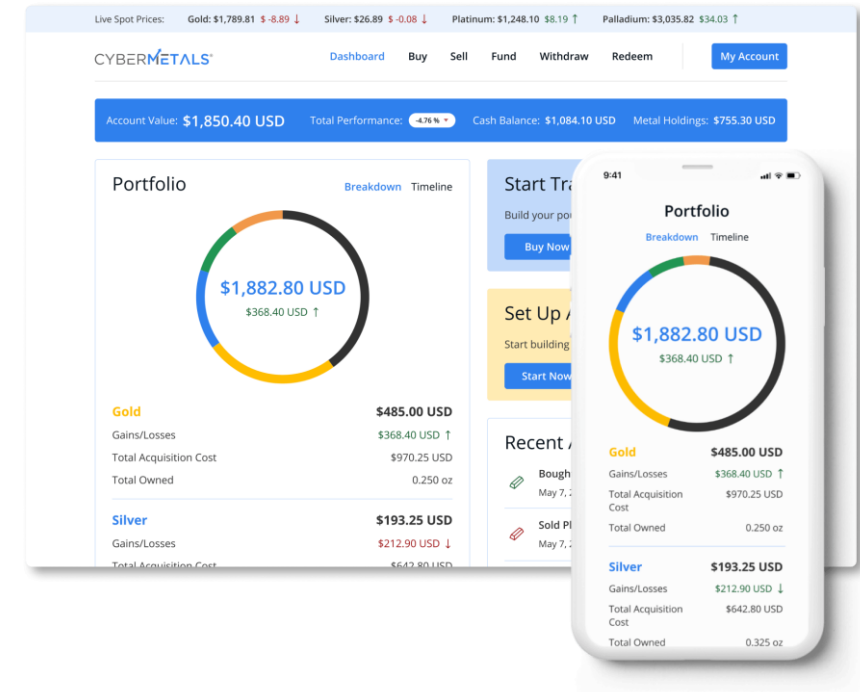 Live Spot Prices: Gold: $1,789.81 $ -8.89 ↓ Silver: $26.89 $ -0.08 ↓ Platinum: $1,248.10 $8.19 ↑ Palladium: $3,035.82 $34.03 ↑
CYBERMETALS
Dashboard Buy Sell Fund Withdraw Redeem My Account
Account Value: $1,850.40 USD Total Performance: -4.76 % Cash Balance: $1,084.10 USD Metal Holdings: $755.30 USD
Portfolio
Breakdown Timeline
$1,882.80 USD
$368.40 USD ↑
Gold $485.00 USD
Gains/Losses $368.40 USD ↑
Total Acquisition Cost $970.25 USD
Total Owned 0.250 oz
Silver $193.25 USD
Gains/Losses $212.90 USD ↓
Total Acquisition Cost $642.80 USD
Start
Build your
Buy Now
Set Up
Start building
Start Now
Recent
May 7,
Sold
May 7,
9:41
Portfolio
Breakdown Timeline
$1,882.80 USD
$368.40 USD ↑
Gold $485.00 USD
Gains/Losses $368.40 USD ↑
Total Acquisition $970.25 USD
Cost
Total Owned 0.250 oz
Silver $193.25 USD
Gains/Losses $212.90 USD ↓
Total Acquisition $642.80 USD
Cost
Total Owned 0.325 oz